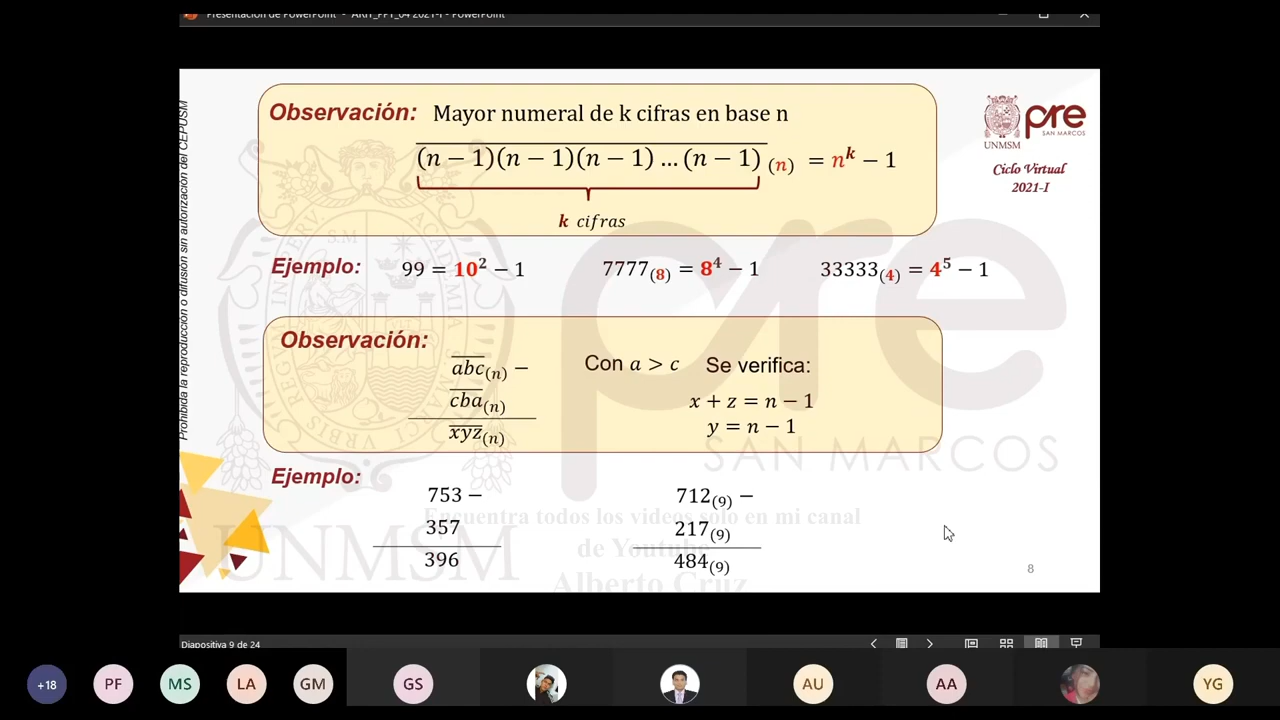 Presentación de PowerPoint - ARIT_PPT_04 2021-I - PowerPoint
Prohibida la reproducción o difusión sin autorización del CEPUSM
Observación: Mayor numeral de k cifras en base n
(n − 1)(n − 1)(n − 1) … (n − 1) (n) = n^k − 1
k cifras
UNMSM
pre
SAN MARCOS
Ciclo Virtual
2021-I
Ejemplo: 99 = 10² − 1 7777(8) = 8⁴ − 1 33333(4) = 4⁵ − 1
Observación:
abc(n) −
cba(n)
xyz(n)
Con a > c Se verifica:
x + z = n − 1
y = n − 1
Ejemplo:
753 −
357
396
712(9) −
217(9)
484(9)
pre
SAN MARCOS
UNMSM
Encuentra todos los videos solo en mi canal
de Youtube
Alberto Cruz
8
Diapositiva 9 de 24
+18 PF MS LA GM GS AU AA YG